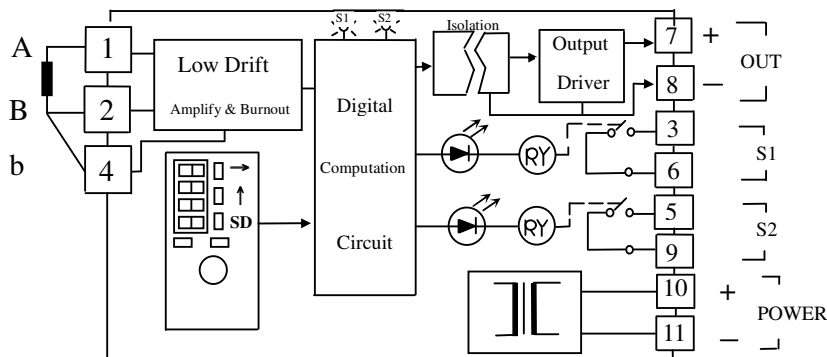 S1 S2
A 1
B 2
b 4
Low Drift
Amplify & Burnout
SD
Digital
Computation
Circuit
Isolation
Output
Driver
RY
RY
7 +
8 −
OUT
3
6
S1
5
9
S2
10 +
11 −
POWER